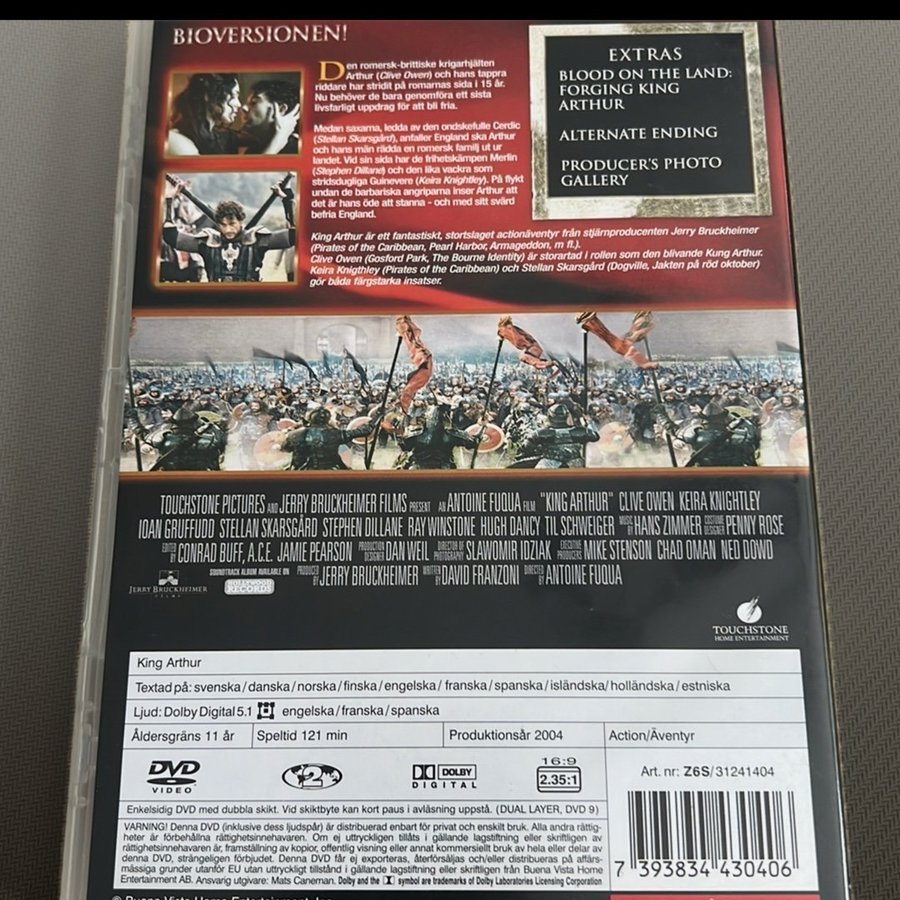 BIOVERSIONEN!
Den romersk-brittiske krigarhjälten
Arthur (Clive Owen) och hans tappra
riddare har stridit på romarnas sida i 15 år.
Nu behöver de bara genomföra ett sista
livsfarligt uppdrag för att bli fria.
Medan saxarna, ledda av den ondskefulle Cerdic
(Stellan Skarsgård), anfaller England ska Arthur
och hans män rädda en romersk familj ut ur
landet. Vid sin sida har de frihetskämpen Merlin
(Stephen Dillane) och den lika vackra som
stridsdugliga Guinevere (Keira Knightley). På flykt
undan de barbariska angriparna inser Arthur att
det är hans öde att stanna - och med sitt svärd
befria England.
King Arthur är ett fantastiskt, storslaget actionäventyr från stjärnproducenten Jerry Bruckheimer
(Pirates of the Caribbean, Pearl Harbor, Armageddon, m fl.).
Clive Owen (Gosford Park, The Bourne Identity) är storartad i rollen som den blivande Kung Arthur.
Keira Knigthley (Pirates of the Caribbean) och Stellan Skarsgård (Dogville, Jakten på röd oktober)
gör båda färgstarka insatser.
EXTRAS
BLOOD ON THE LAND:
FORGING KING
ARTHUR
ALTERNATE ENDING
PRODUCER'S PHOTO
GALLERY
TOUCHSTONE PICTURES AND JERRY BRUCKHEIMER FILMS PRESENT AN ANTOINE FUQUA FILM "KING ARTHUR" CLIVE OWEN KEIRA KNIGHTLEY
IOAN GRUFFUDD STELLAN SKARSGÅRD STEPHEN DILLANE RAY WINSTONE HUGH DANCY TIL SCHWEIGER MUSIC BY HANS ZIMMER COSTUME DESIGNER PENNY ROSE
EDITED BY CONRAD BUFF, A.C.E. JAMIE PEARSON PRODUCTION DESIGNER DAN WEIL DIRECTOR OF PHOTOGRAPHY SLAWOMIR IDZIAK EXECUTIVE PRODUCERS MIKE STENSON CHAD OMAN NED DOWD
SOUNDTRACK ALBUM AVAILABLE ON PRODUCED BY JERRY BRUCKHEIMER WRITTEN BY DAVID FRANZONI DIRECTED BY ANTOINE FUQUA
JERRY BRUCKHEIMER
FILMS
HOLLYWOOD
RECORDS
TOUCHSTONE
HOME ENTERTAINMENT
King Arthur
Textad på: svenska/danska/norska/finska/engelska/franska/spanska/isländska/holländska/estniska
Ljud: Dolby Digital 5.1 engelska/franska/spanska
Åldersgräns 11 år Speltid 121 min Produktionsår 2004 Action/Äventyr
DVD
VIDEO
2
DOLBY
DIGITAL
16:9
2.35:1
Art. nr: Z6S/31241404
Enkelsidig DVD med dubbla skikt. Vid skiktbyte kan kort paus i avläsning uppstå. (DUAL LAYER, DVD 9)
VARNING! Denna DVD (inklusive dess ljudspår) är distribuerad enbart för privat och enskilt bruk. Alla andra rättig-
heter är förbehållna rättighetsinnehavaren. Om ej uttryckligen tillåts i gällande lagstiftning eller skriftligen av
rättighetsinnehavaren, är framställning av kopior, offentlig visning eller annat kommersiellt bruk av hela eller delar av
denna DVD, strängeligen förbjudet. Denna DVD får ej exporteras, återförsäljas och/eller distribueras på affärs-
mässiga grunder utanför EU utan uttryckligen tillstånd i gällande lagstiftning eller skriftligen från Buena Vista Home
Entertainment AB. Ansvarig utgivare: Mats Caneman. Dolby and the symbol are trademarks of Dolby Laboratories Licensing Corporation
7 393834 430406
© Buena Vista Home Entertainment, Inc.